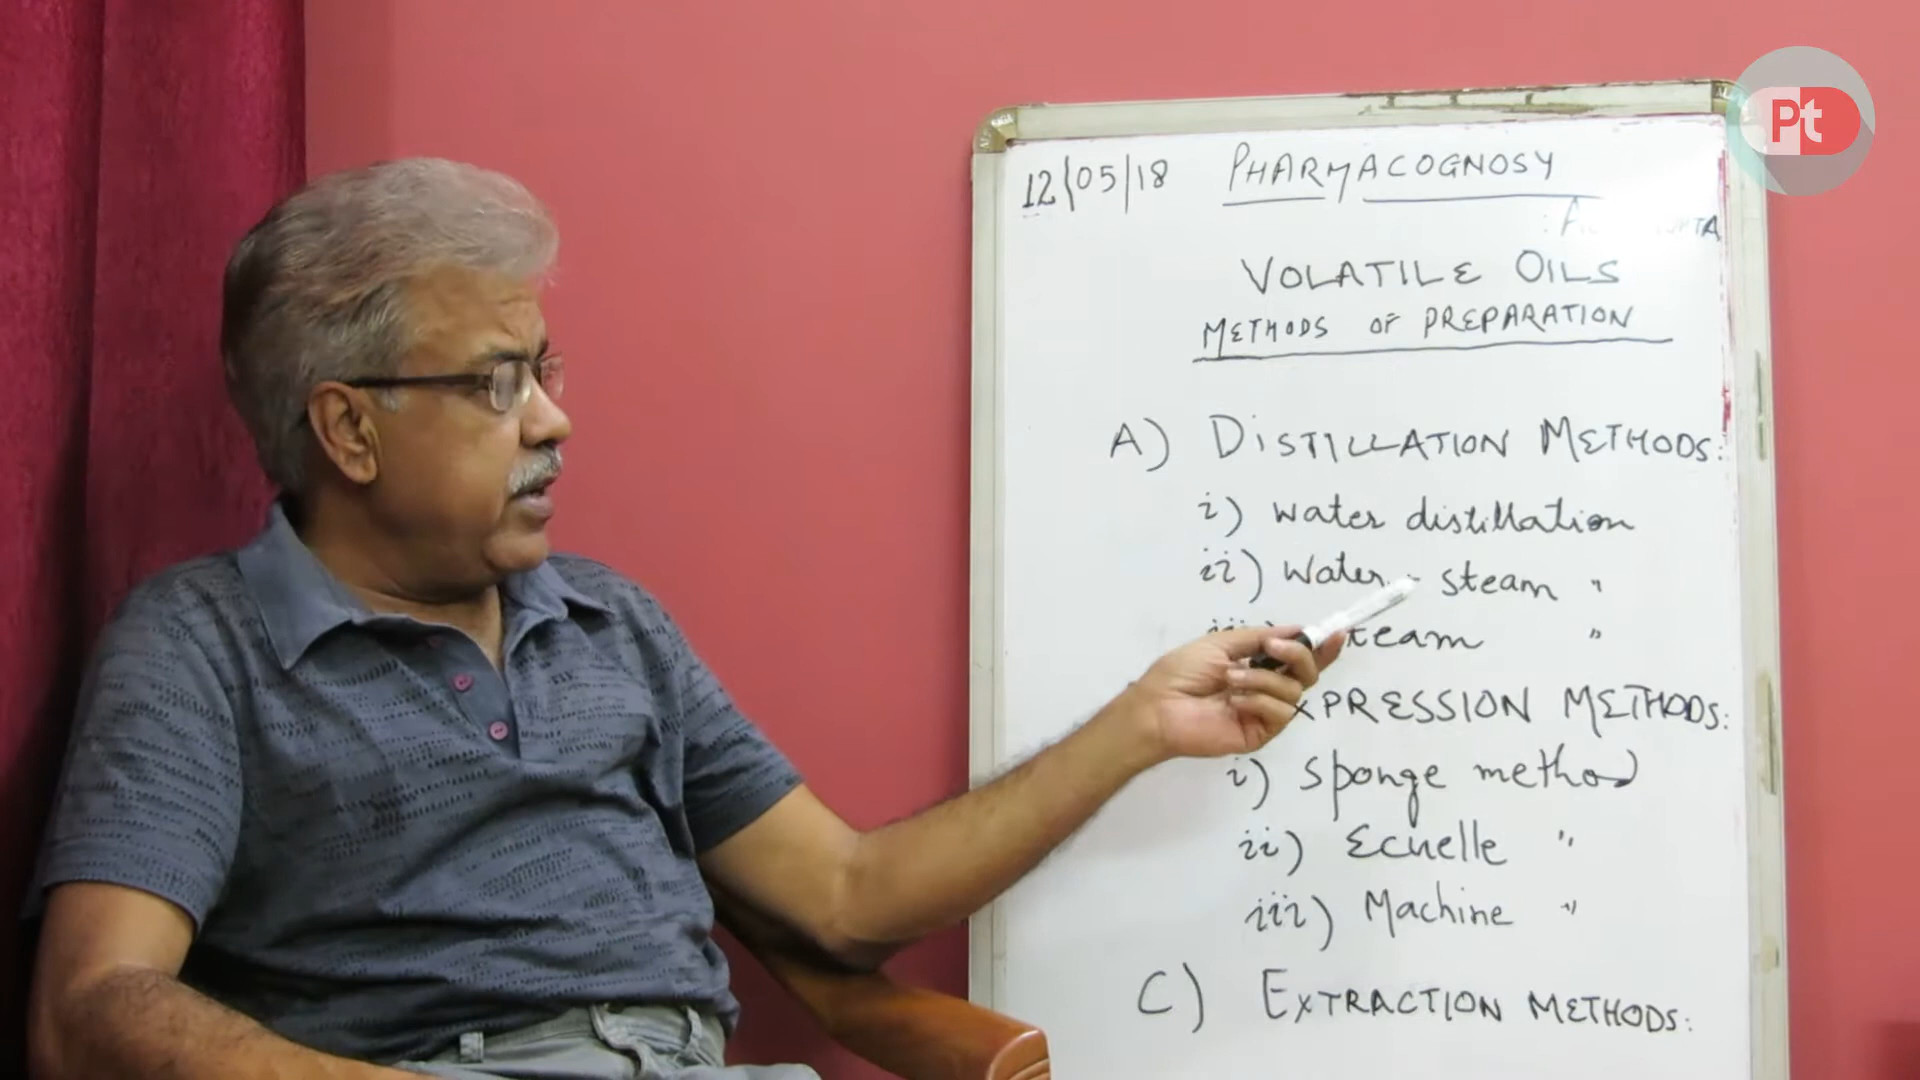 Pt
12/05/18 PHARMACOGNOSY
VOLATILE OILS
METHODS OF PREPARATION
A) DISTILLATION METHODS:
i) water distillation
ii) water - steam "
team "
XPRESSION METHODS:
i) sponge method
ii) Ecuelle "
iii) Machine "
C) EXTRACTION METHODS: